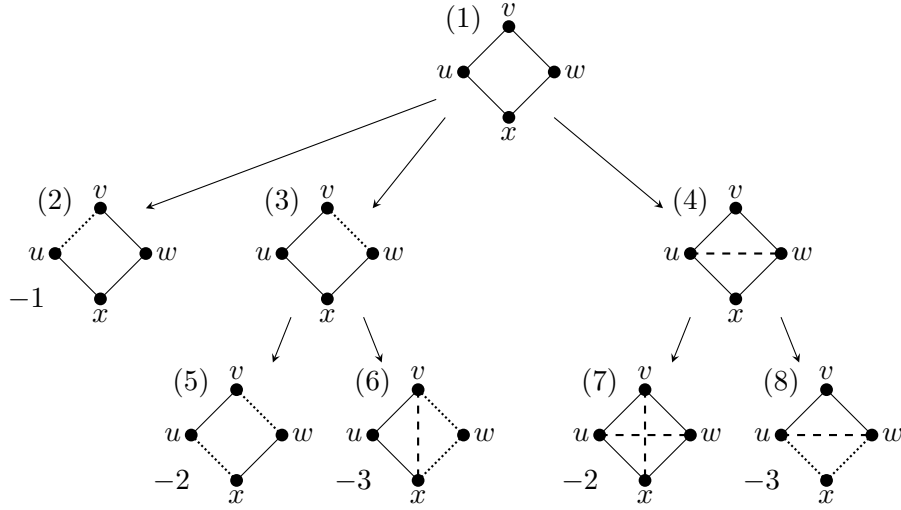 (1) v
u w
x
(2) v (3) v (4) v
u w u w u w
−1 x x x
(5) v (6) v (7) v (8) v
u w u w u w u w
−2 x −3 x −2 x −3 x